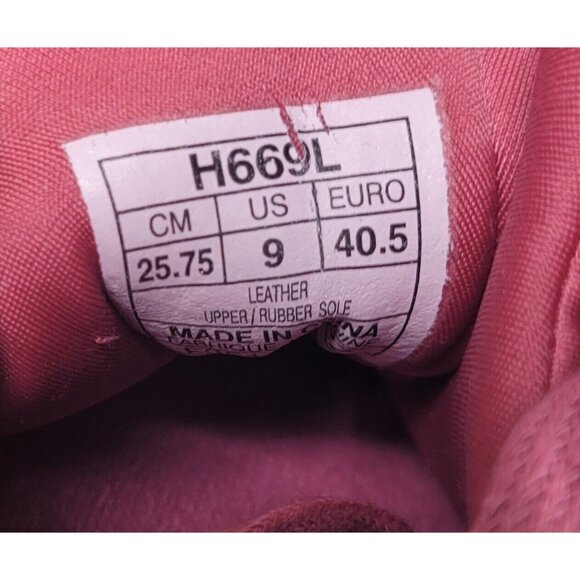 H669L
CM US EURO
25.75 9 40.5
LEATHER
UPPER / RUBBER SOLE
MADE IN CHINA